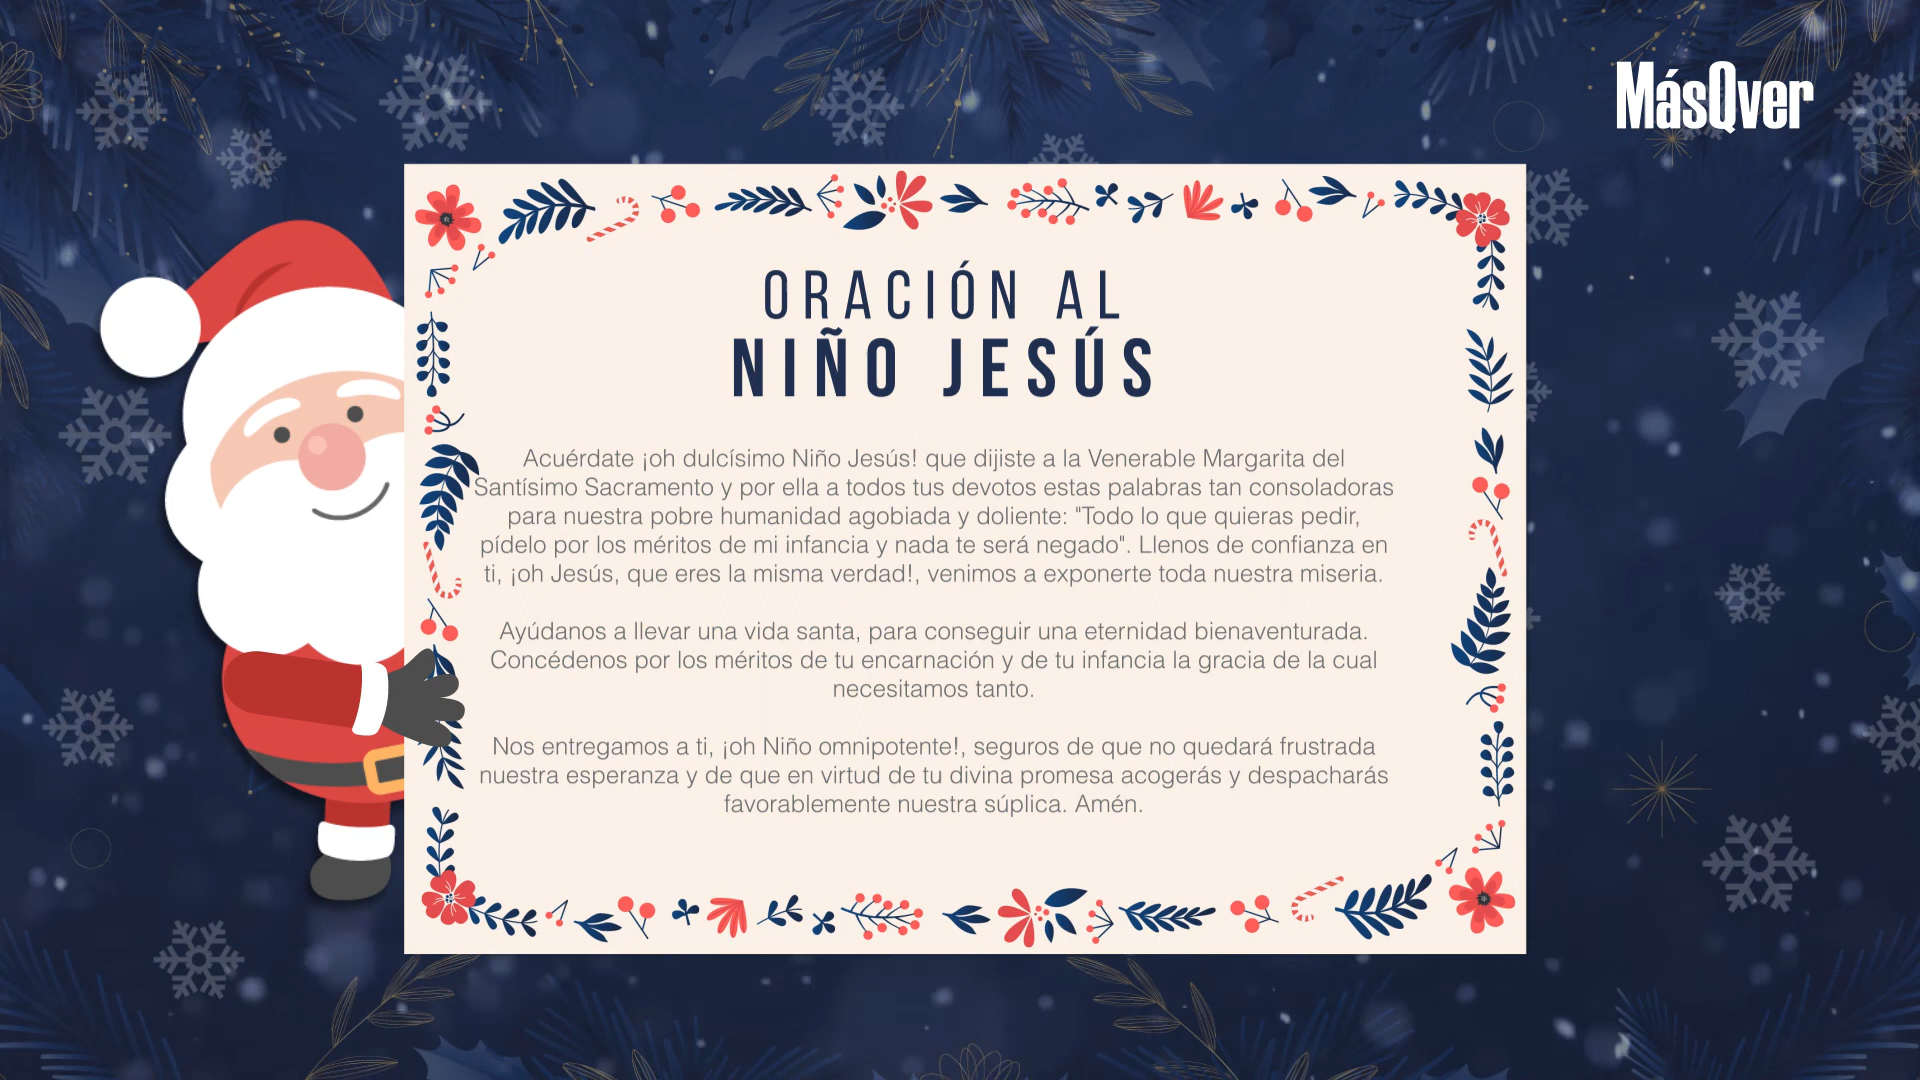 MásQver
ORACIÓN AL
NIÑO JESÚS
Acuérdate ¡oh dulcísimo Niño Jesús! que dijiste a la Venerable Margarita del
Santísimo Sacramento y por ella a todos tus devotos estas palabras tan consoladoras
para nuestra pobre humanidad agobiada y doliente: "Todo lo que quieras pedir,
pídelo por los méritos de mi infancia y nada te será negado". Llenos de confianza en
ti, ¡oh Jesús, que eres la misma verdad!, venimos a exponerte toda nuestra miseria.
Ayúdanos a llevar una vida santa, para conseguir una eternidad bienaventurada.
Concédenos por los méritos de tu encarnación y de tu infancia la gracia de la cual
necesitamos tanto.
Nos entregamos a ti, ¡oh Niño omnipotente!, seguros de que no quedará frustrada
nuestra esperanza y de que en virtud de tu divina promesa acogerás y despacharás
favorablemente nuestra súplica. Amén.